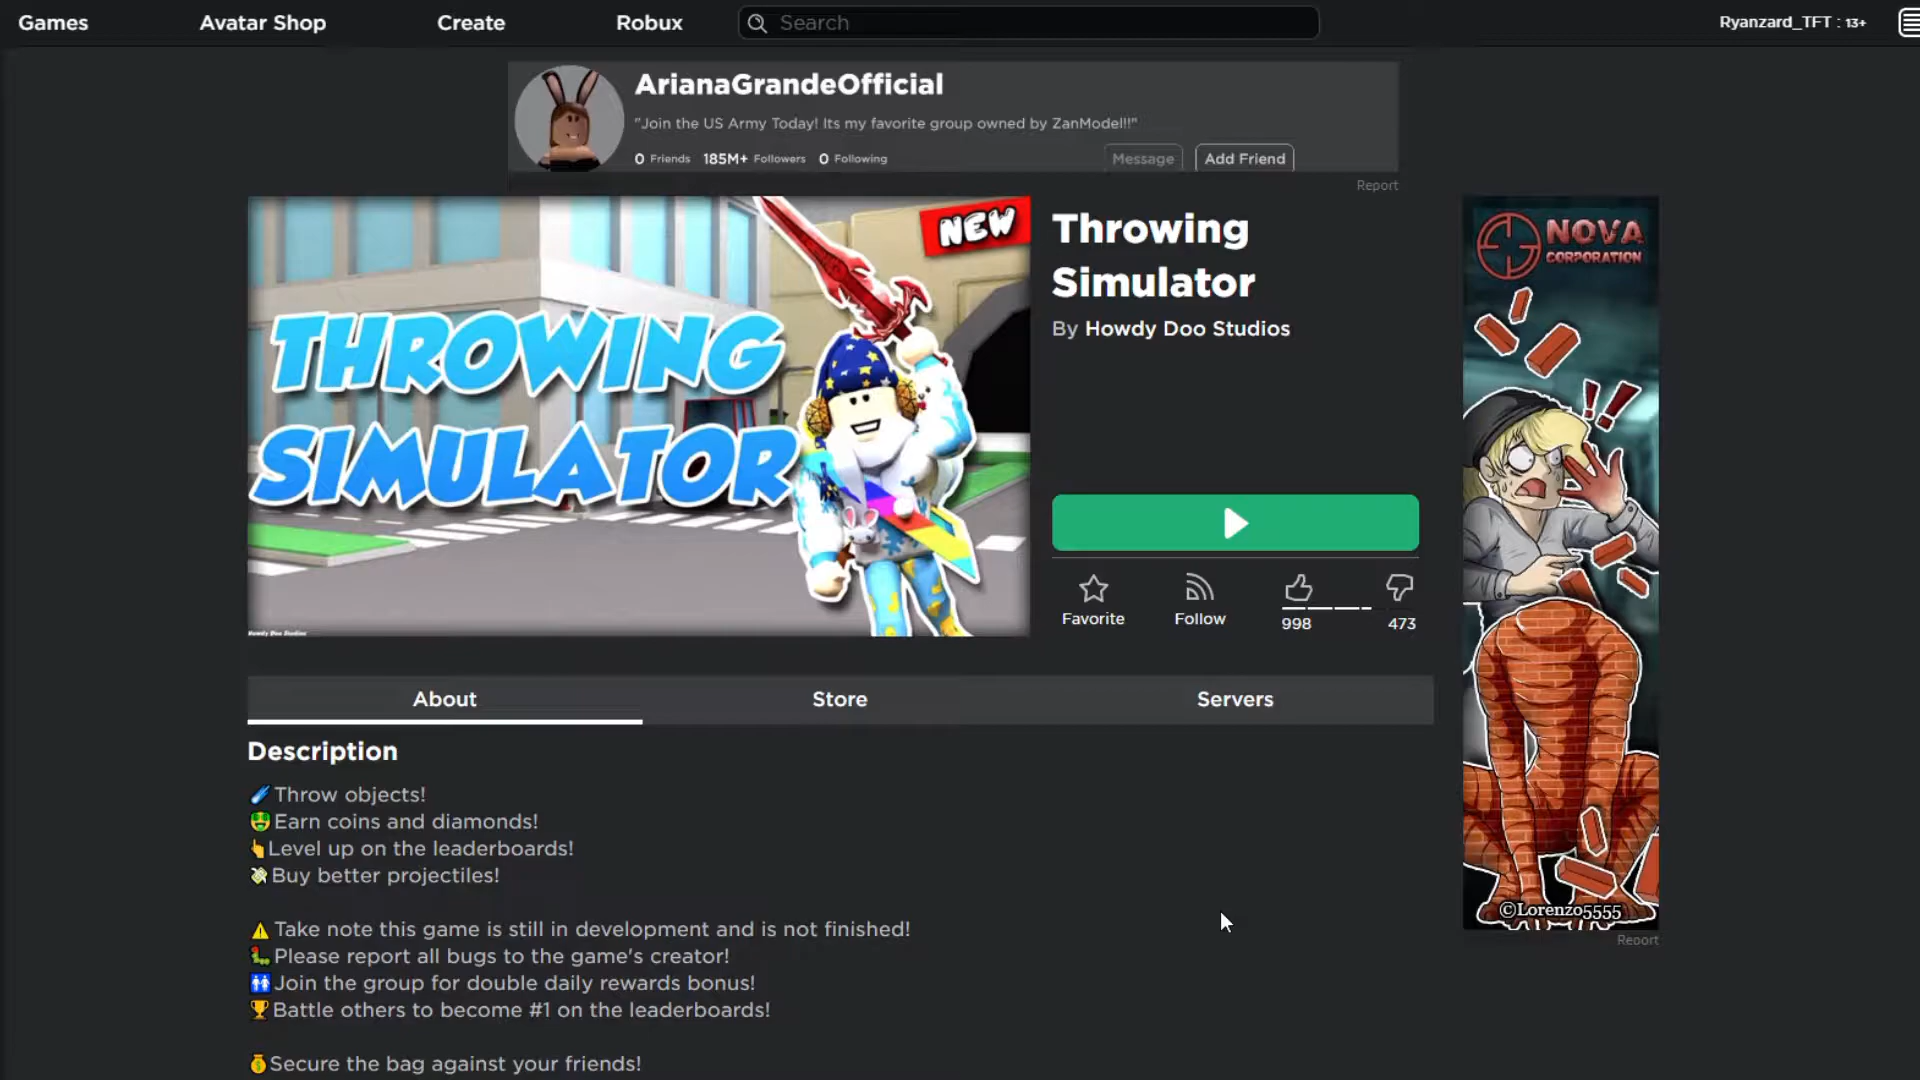 Games
Avatar Shop
Create
Robux
Search
Ryanzard_TFT : 13+
ArianaGrandeOfficial
"Join the US Army Today! Its my favorite group owned by ZanModel!!"
0 Friends 185M+ Followers 0 Following
Message
Add Friend
Report
NEW
THROWING
SIMULATOR
Howdy Doo Studios
Throwing
Simulator
By Howdy Doo Studios
Favorite
Follow
998
473
NOVA
CORPORATION
!!
©Lorenzo5555
Report
About
Store
Servers
Description
Throw objects!
Earn coins and diamonds!
Level up on the leaderboards!
Buy better projectiles!
Take note this game is still in development and is not finished!
Please report all bugs to the game's creator!
Join the group for double daily rewards bonus!
Battle others to become #1 on the leaderboards!
Secure the bag against your friends!